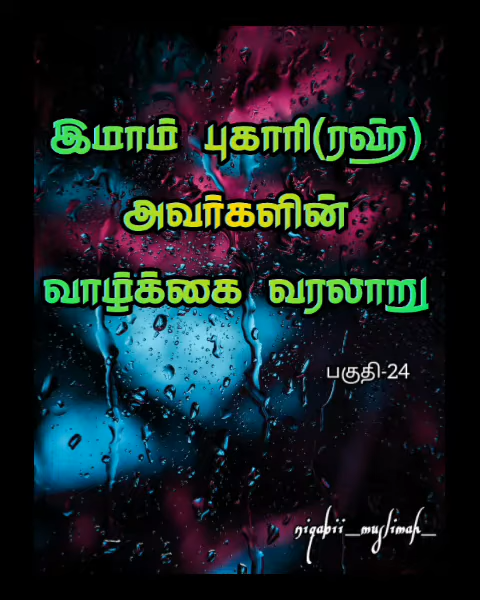 இமாம் புகாரி(ரஹ்)
அவர்களின்
வாழ்க்கை வரலாறு
பகுதி-24
niqabii_muslimah_